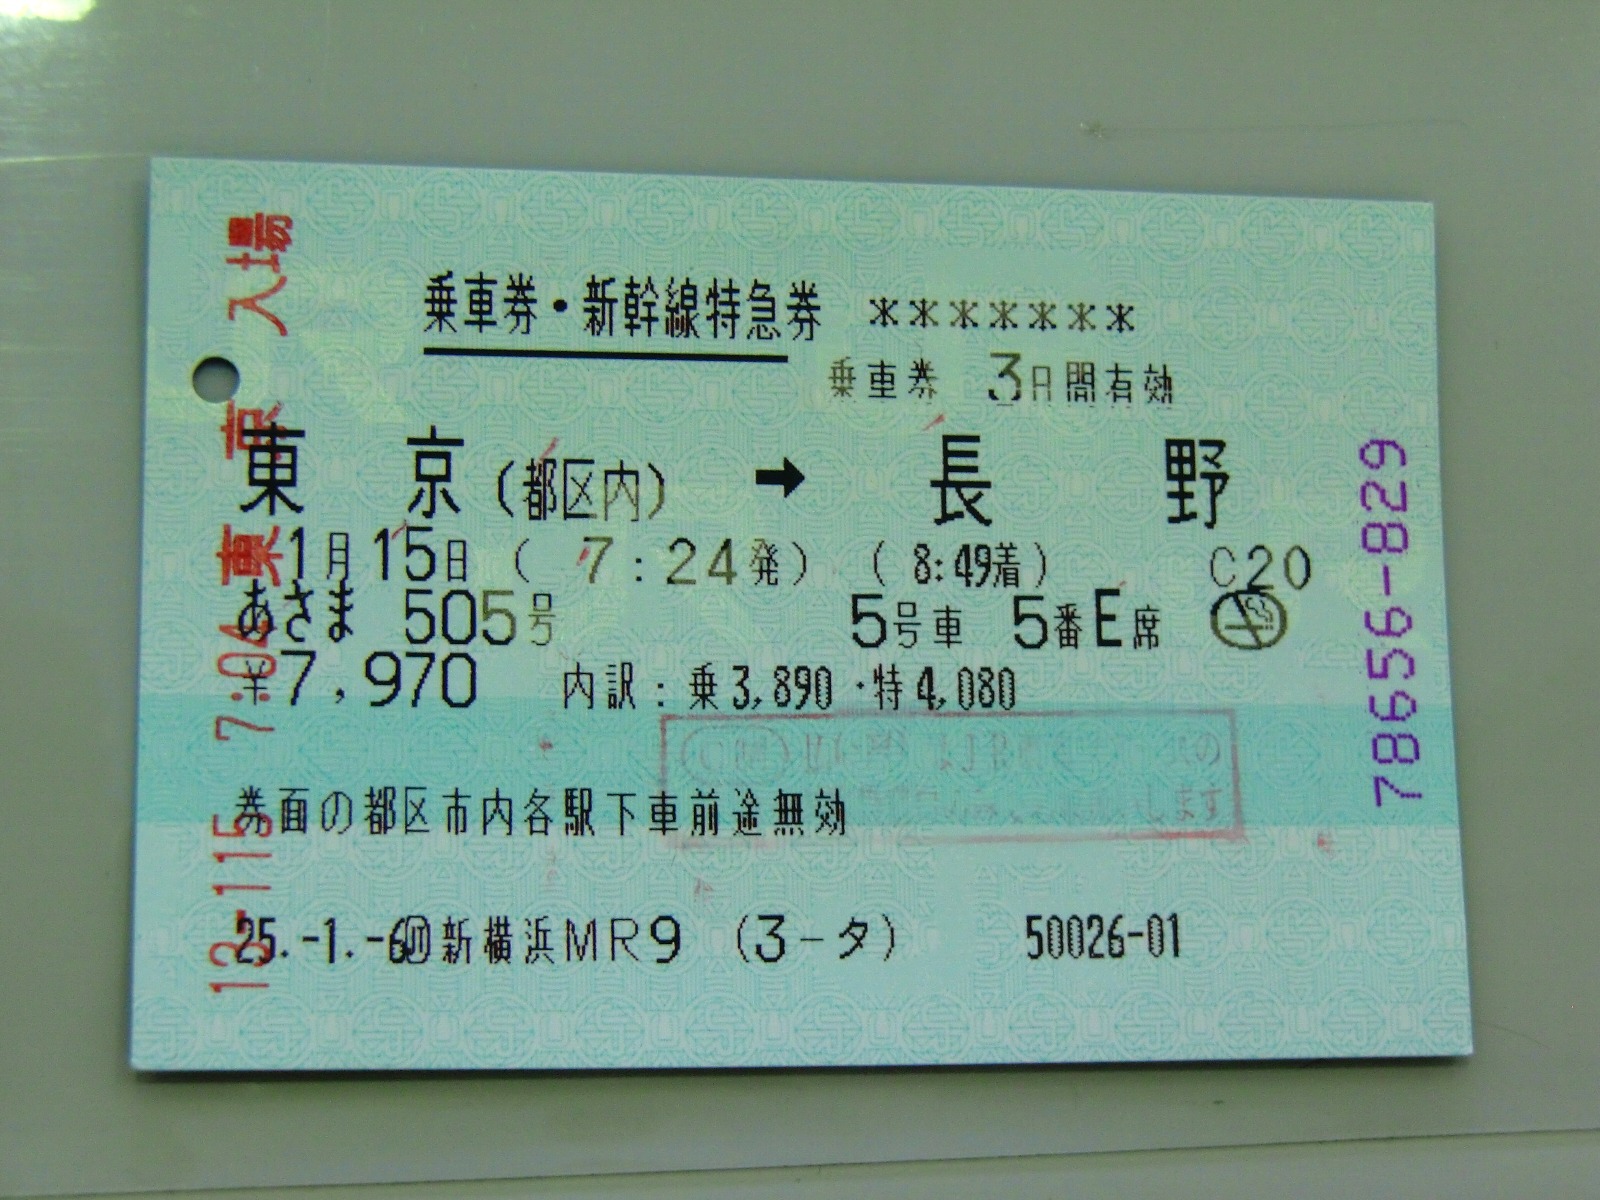 乗車券・新幹線特急券 *******
乗車券 3日間有効
東京(都区内) ➡ 長野
1月15日 ( 7:24発) (8:49着) C20
あさま 505号 5号車 5番E席
¥7,970 内訳:乗3,890・特4,080
券面の都区市内各駅下車前途無効
25.-1.-6 新横浜MR9 (3-タ) 50026-01
78656-829
13-115 7:04 東京 入場